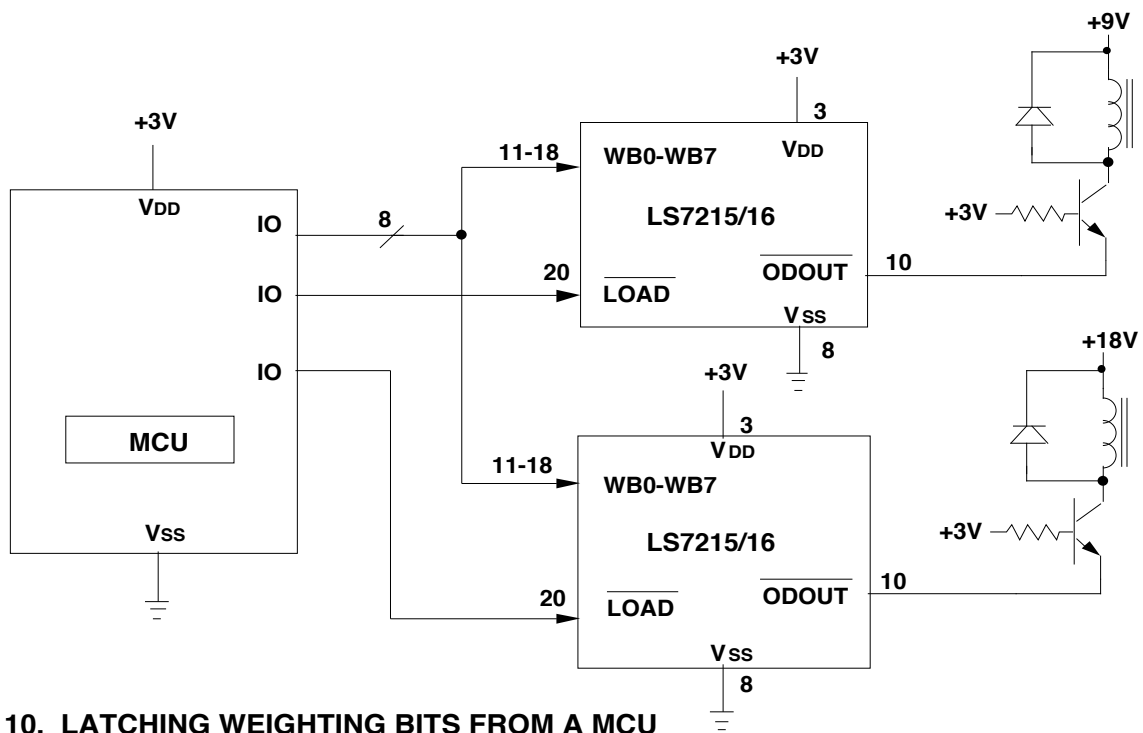 +9V
+3V
3
+3V
11-18
WB0-WB7
VDD
VDD
IO
8
LS7215/16
+3V
20
ODOUT
10
IO
LOAD
VSS
8
IO
+3V
+18V
3
VDD
MCU
11-18
WB0-WB7
LS7215/16
+3V
VSS
20
ODOUT
10
LOAD
VSS
8
10. LATCHING WEIGHTING BITS FROM A MCU